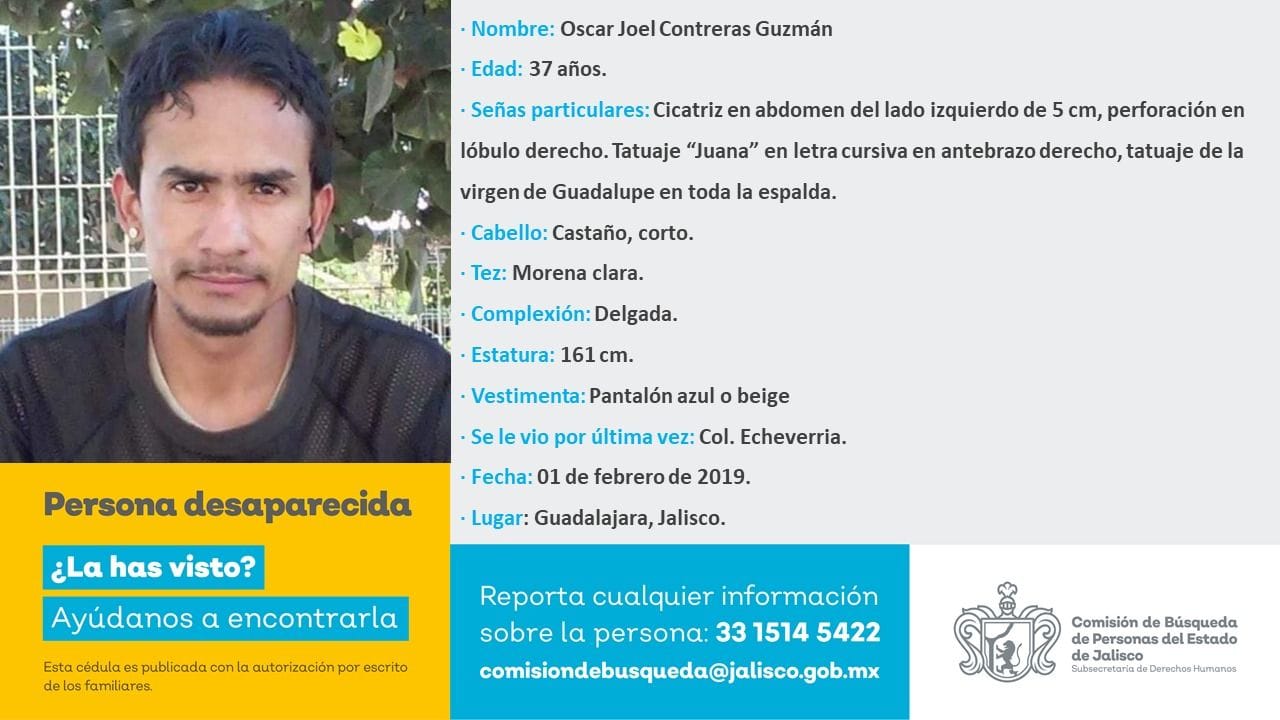 · Nombre: Oscar Joel Contreras Guzmán
· Edad: 37 años.
· Señas particulares: Cicatriz en abdomen del lado izquierdo de 5 cm, perforación en
lóbulo derecho. Tatuaje “Juana” en letra cursiva en antebrazo derecho, tatuaje de la
virgen de Guadalupe en toda la espalda.
· Cabello: Castaño, corto.
· Tez: Morena clara.
· Complexión: Delgada.
· Estatura: 161 cm.
· Vestimenta: Pantalón azul o beige
· Se le vio por última vez: Col. Echeverria.
· Fecha: 01 de febrero de 2019.
· Lugar: Guadalajara, Jalisco.
Persona desaparecida
¿La has visto?
Ayúdanos a encontrarla
Esta cédula es publicada con la autorización por escrito
de los familiares.
Reporta cualquier información
sobre la persona: 33 1514 5422
comisiondebusqueda@jalisco.gob.mx
Comisión de Búsqueda
de Personas del Estado
de Jalisco
Subsecretaría de Derechos Humanos